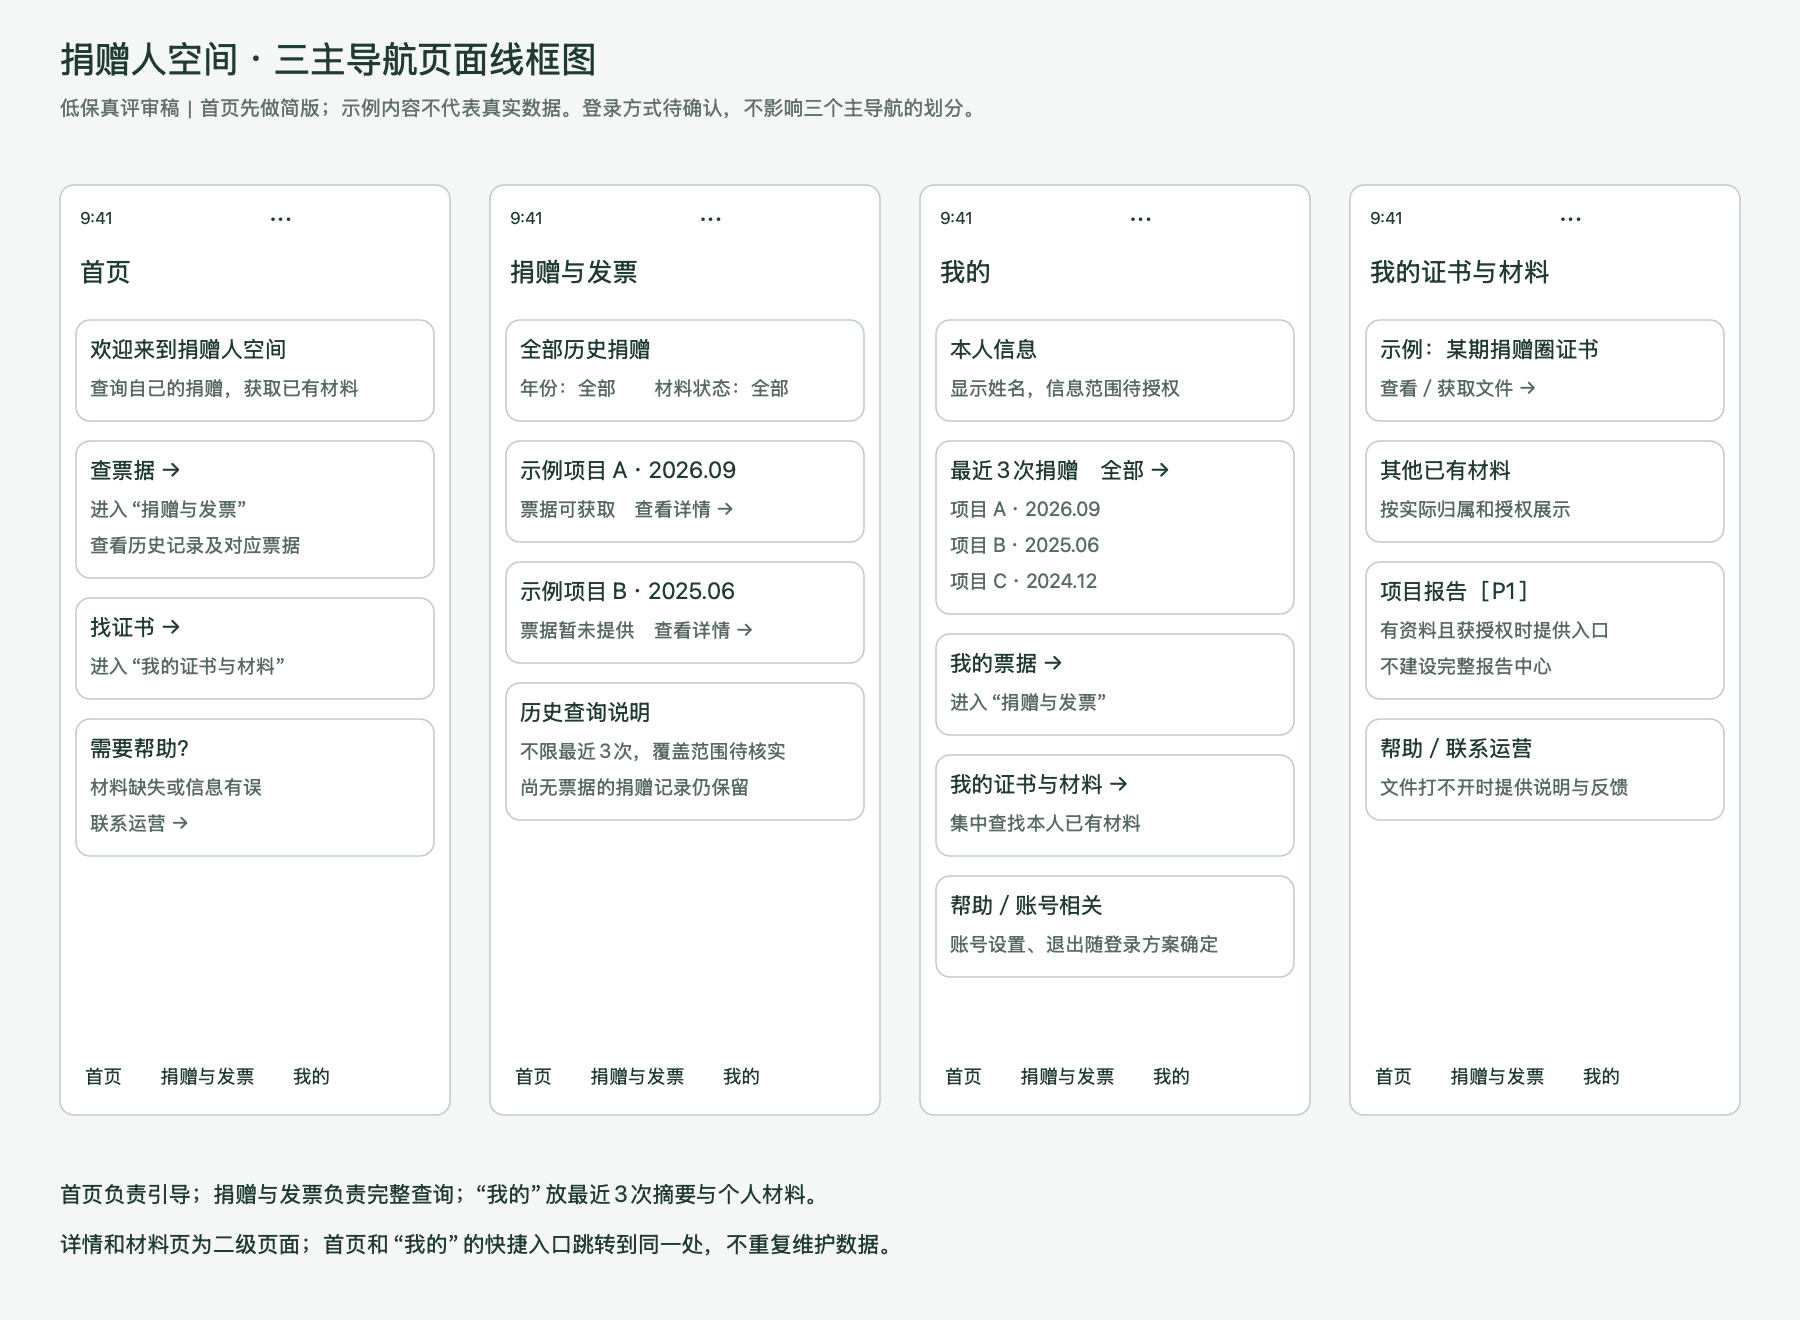 捐赠人空间 · 三主导航页面线框图
低保真评审稿 | 首页先做简版；示例内容不代表真实数据。登录方式待确认，不影响三个主导航的划分。
9:41 ···
首页
欢迎来到捐赠人空间
查询自己的捐赠，获取已有材料
查票据 →
进入 “捐赠与发票”
查看历史记录及对应票据
找证书 →
进入 “我的证书与材料”
需要帮助?
材料缺失或信息有误
联系运营 →
首页 捐赠与发票 我的
9:41 ···
捐赠与发票
全部历史捐赠
年份：全部 材料状态：全部
示例项目 A · 2026.09
票据可获取 查看详情 →
示例项目 B · 2025.06
票据暂未提供 查看详情 →
历史查询说明
不限最近 3 次，覆盖范围待核实
尚无票据的捐赠记录仍保留
首页 捐赠与发票 我的
9:41 ···
我的
本人信息
显示姓名，信息范围待授权
最近 3 次捐赠 全部 →
项目 A · 2026.09
项目 B · 2025.06
项目 C · 2024.12
我的票据 →
进入 “捐赠与发票”
我的证书与材料 →
集中查找本人已有材料
帮助 / 账号相关
账号设置、退出随登录方案确定
首页 捐赠与发票 我的
9:41 ···
我的证书与材料
示例：某期捐赠圈证书
查看 / 获取文件 →
其他已有材料
按实际归属和授权展示
项目报告［P1］
有资料且获授权时提供入口
不建设完整报告中心
帮助 / 联系运营
文件打不开时提供说明与反馈
首页 捐赠与发票 我的
首页负责引导；捐赠与发票负责完整查询；“我的” 放最近 3 次摘要与个人材料。
详情和材料页为二级页面；首页和 “我的” 的快捷入口跳转到同一处，不重复维护数据。